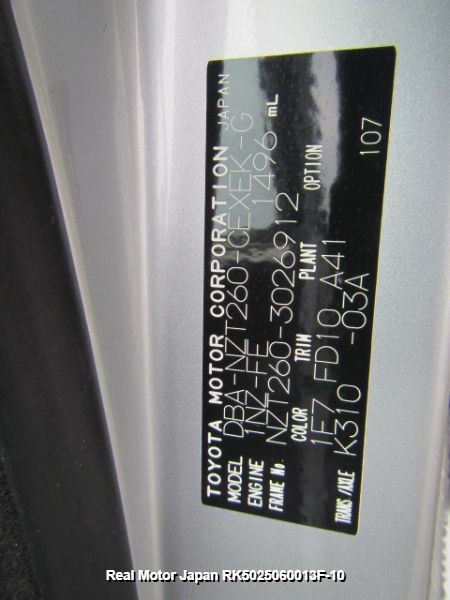 TOYOTA MOTOR CORPORATION JAPAN
MODEL DBA-NZT260-CEXEK-G
ENGINE 1NZ-FE 1496 mL
FRAME No. NZT260-3026912
COLOR TRIM PLANT OPTION
1F7 FD10 A41 107
TRANS/AXLE K310 -03A
Real Motor Japan RK5025060013F-10